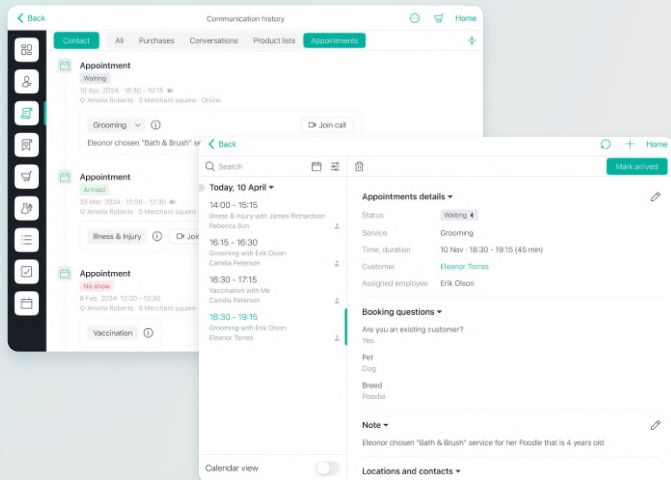 Back
Communication history
Home
Contact
All
Purchases
Conversations
Product lists
Appointments
Appointment
Waiting
10 Apr, 2024 · 18:30 - 19:15
Amelia Roberts · 5 Merchant square · Online
Grooming
Join call
Eleonor chosen "Bath & Brush" se
Appointment
Arrived
28 Mar, 2024 · 12:00 - 12:30
Amelia Roberts · 5 Merchant square
Illness & Injury
Join
Appointment
No show
8 Feb, 2024 · 12:00 - 12:30
Amelia Roberts · 5 Merchant square
Vaccination
Back
Home
Search
Mark arrived
Today, 10 April
14:00 - 15:15
Illness & Injury with James Richardson
Rebecca Sun
16:15 - 16:30
Grooming with Erik Olson
Camilla Peterson
16:30 - 17:15
Vaccination with Me
Camilla Peterson
18:30 - 19:15
Grooming with Erik Olson
Eleanor Torres
Calendar view
Appointments details
Status
Waiting
Service
Grooming
Time, duration
10 Nov · 18:30 - 19:15 (45 min)
Customer
Eleanor Torres
Assigned employee
Erik Olson
Booking questions
Are you an existing customer?
Yes
Pet
Dog
Breed
Poodle
Note
Eleonor chosen "Bath & Brush" service for her Poodle that is 4 years old
Locations and contacts